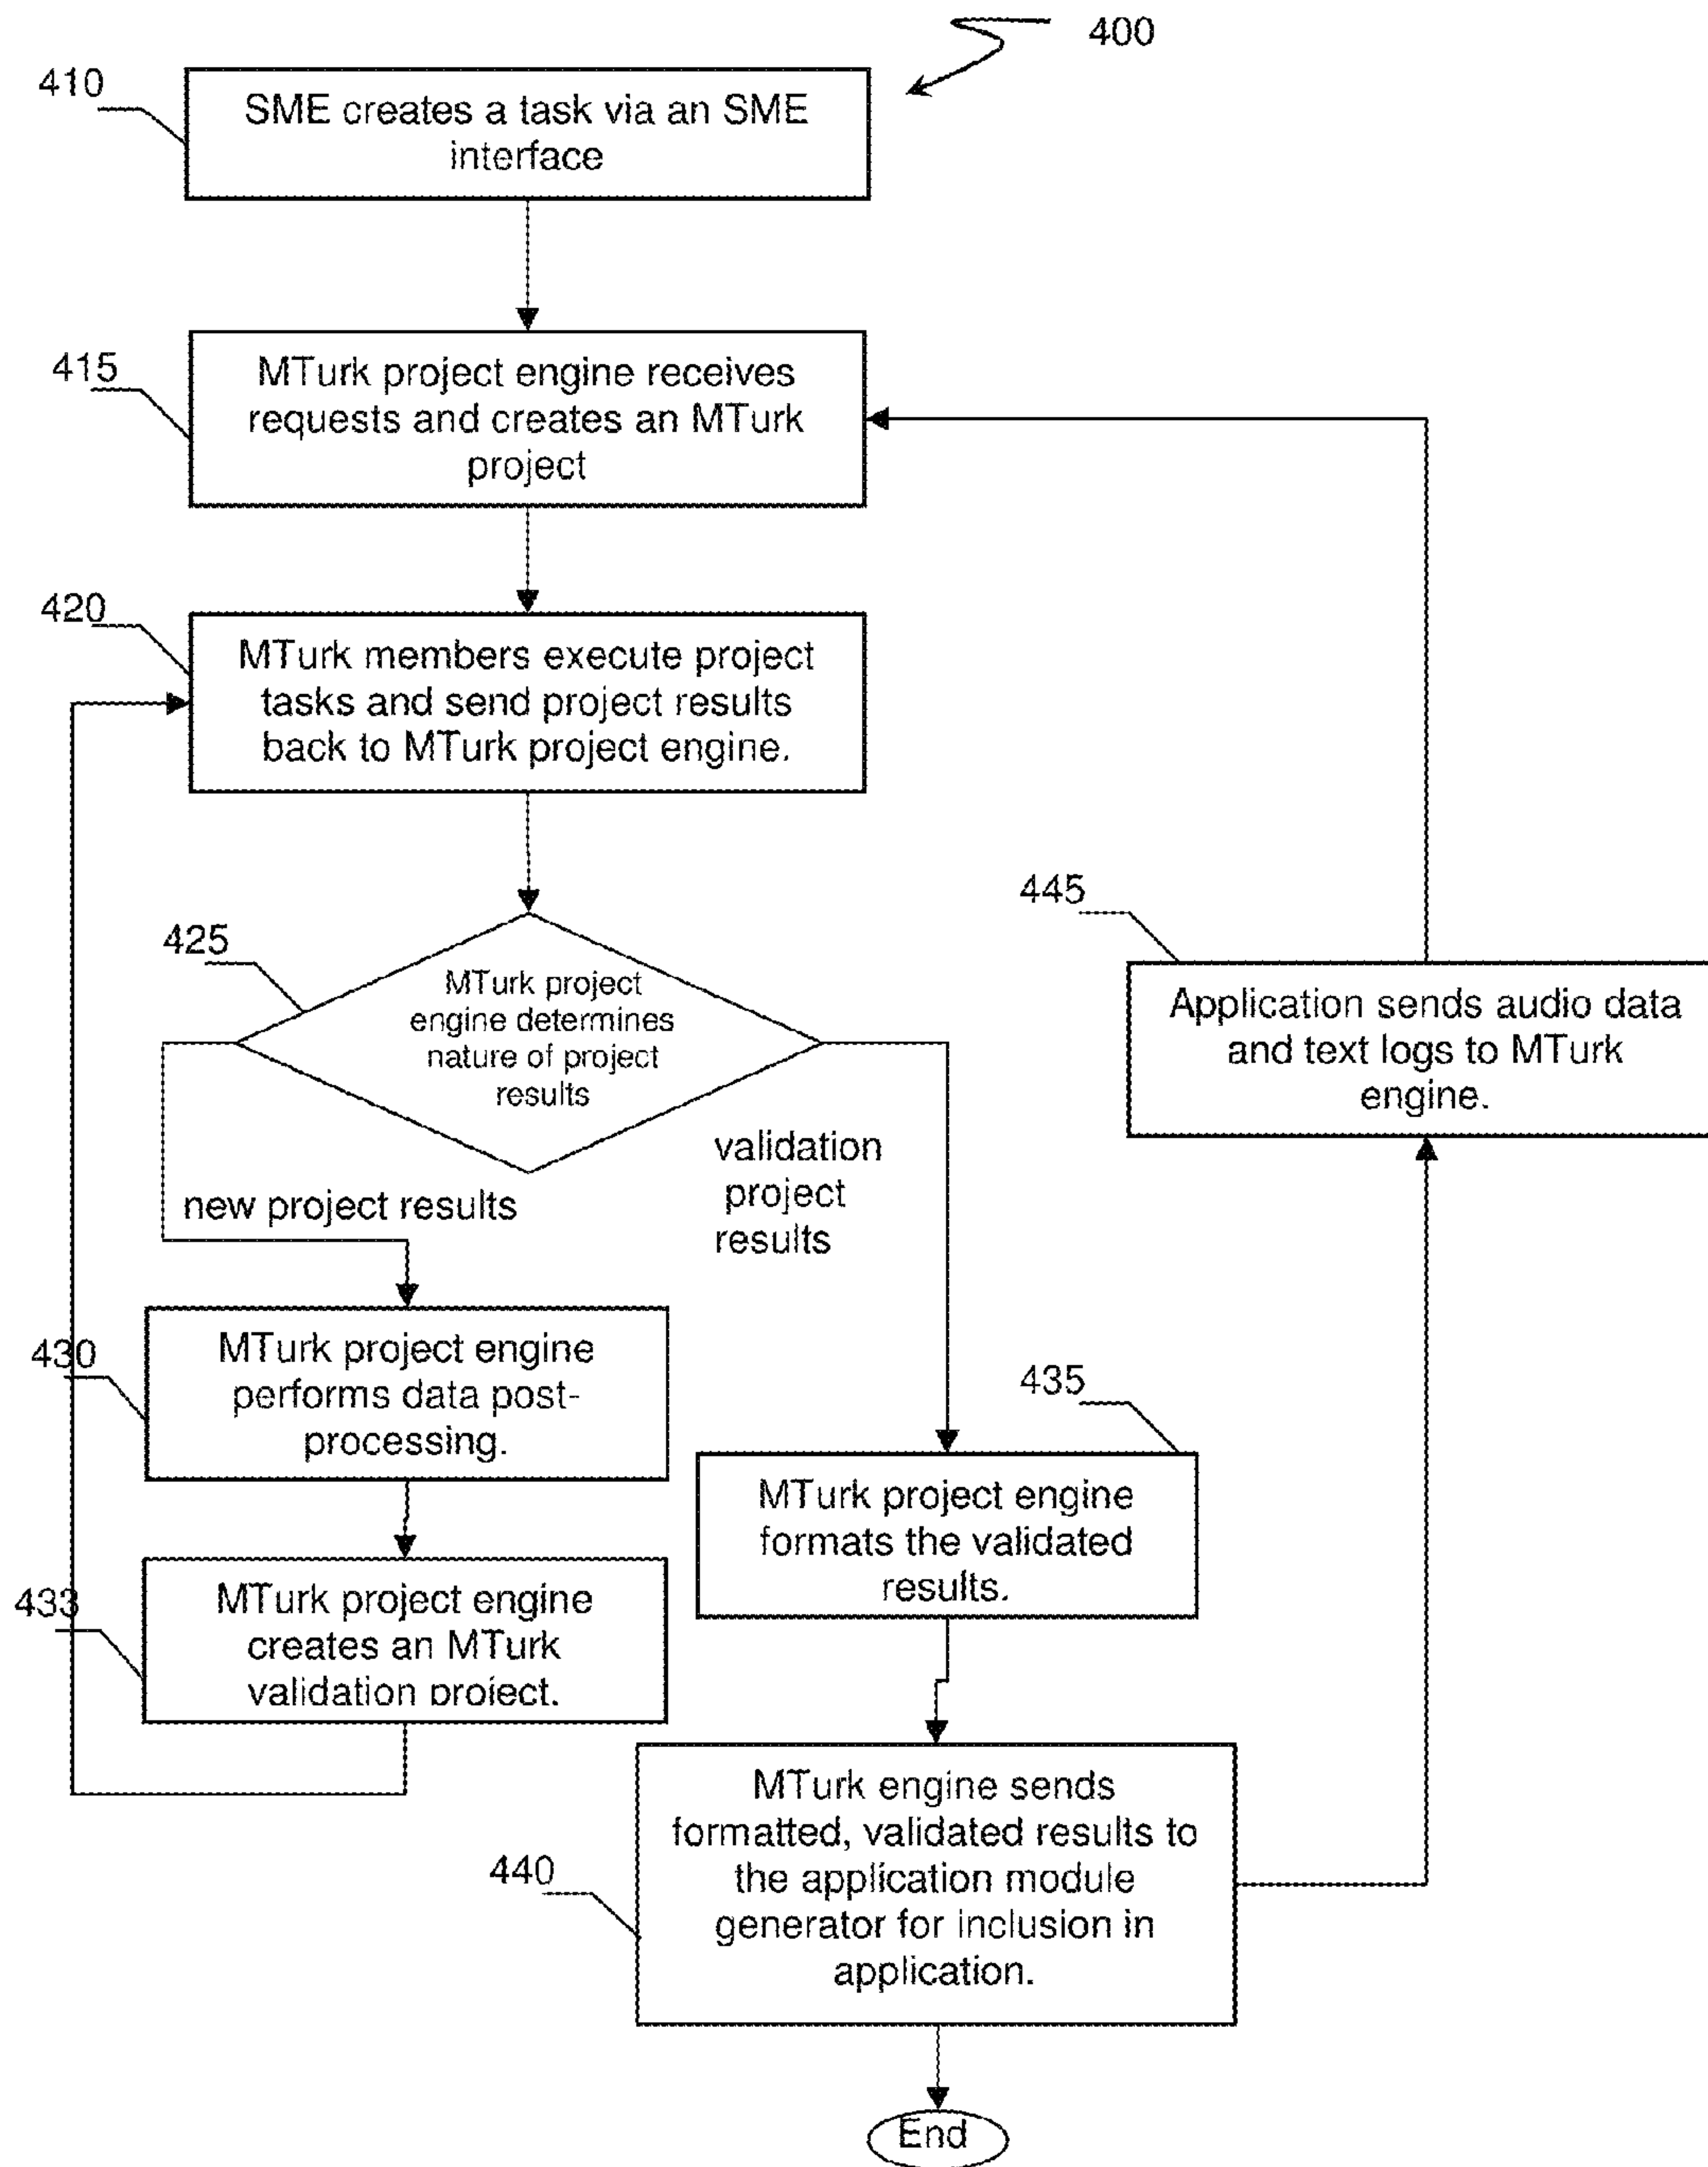 400
410
SME creates a task via an SME
interface
415
MTurk project engine receives
requests and creates an MTurk
project
420
MTurk members execute project
tasks and send project results
back to MTurk project engine.
425
MTurk project
engine determines
nature of project
results
445
Application sends audio data
and text logs to MTurk
engine.
new project results
validation
project
results
430
MTurk project engine
performs data post-
processing.
435
MTurk project engine
formats the validated
results.
433
MTurk project engine
creates an MTurk
validation project.
440
MTurk engine sends
formatted, validated results to
the application module
generator for inclusion in
application.
End